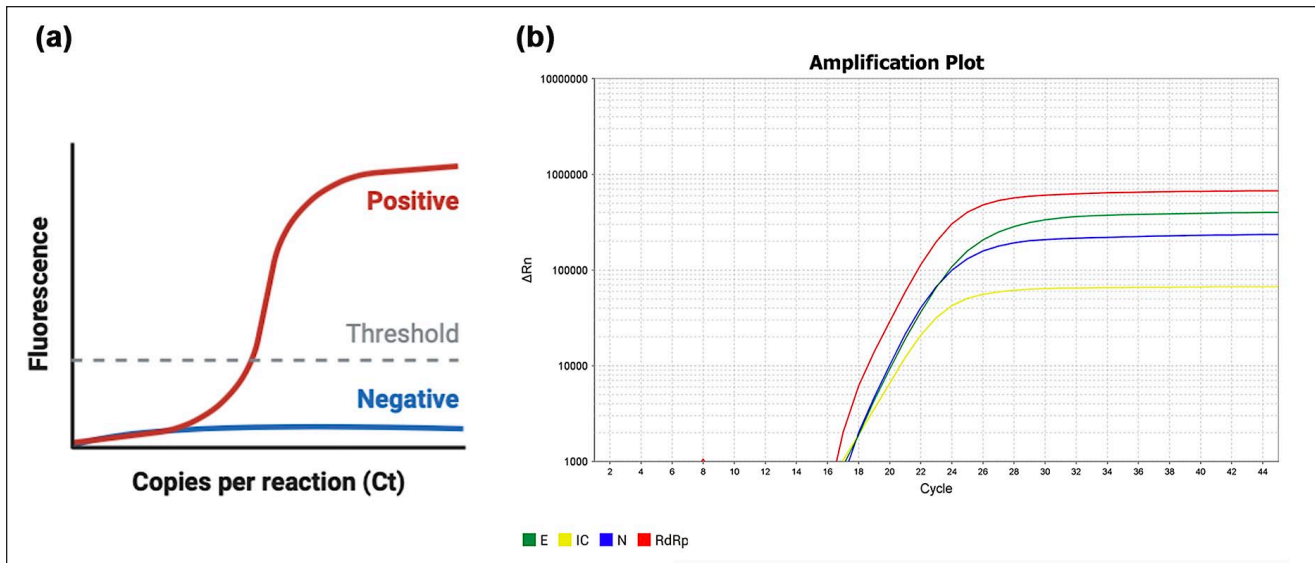 (a)
Fluorescence
Positive
Threshold
Negative
Copies per reaction (Ct)
(b)
Amplification Plot
ΔRn
10000000
1000000
100000
10000
1000
2 4 6 8 10 12 14 16 18 20 22 24 26 28 30 32 34 36 38 40 42 44
Cycle
E IC N RdRp